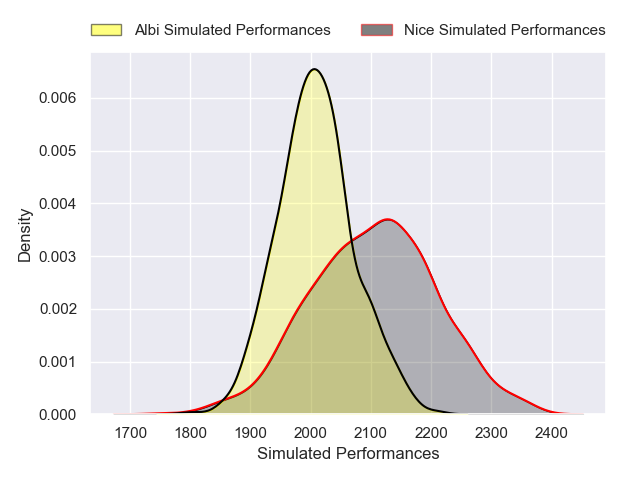 Albi Simulated Performances Nice Simulated Performances
0.006
0.005
0.004
0.003
0.002
0.001
0.000
Density
1700 1800 1900 2000 2100 2200 2300 2400
Simulated Performances